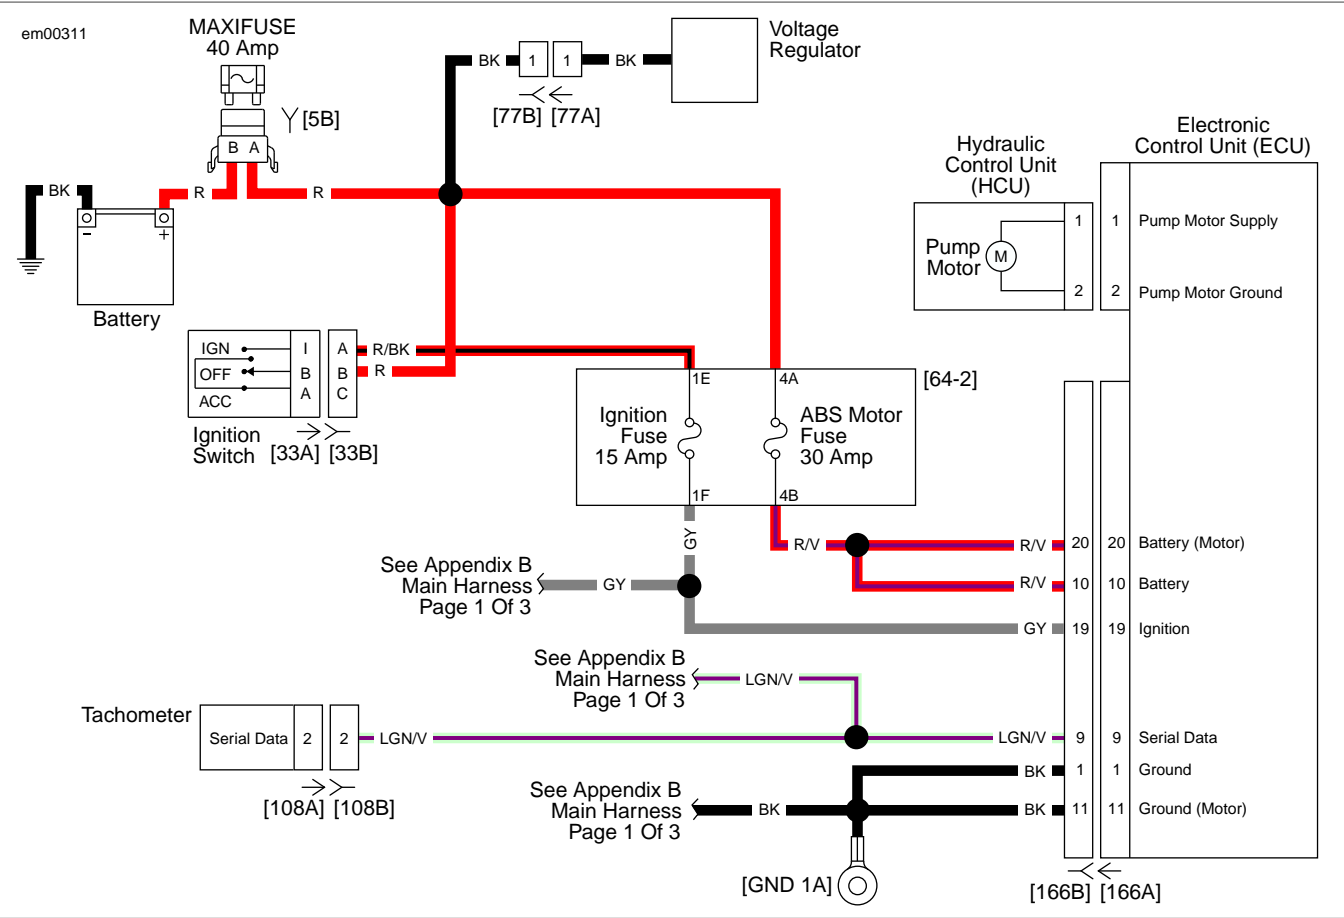 em00311
MAXIFUSE
40 Amp
[5B]
B A
BK
R
R
- +
Battery
BK
1
1
BK
[77B] [77A]
Voltage
Regulator
Hydraulic
Control Unit
(HCU)
Pump
Motor
M
1
2
Electronic
Control Unit (ECU)
1 Pump Motor Supply
2 Pump Motor Ground
IGN
OFF
ACC
I
B
A
A
B
C
R/BK
R
Ignition
Switch
[33A] [33B]
1E
4A
[64-2]
Ignition
Fuse
15 Amp
ABS Motor
Fuse
30 Amp
1F
4B
GY
R/V
R/V
20
20
Battery (Motor)
R/V
10
10
Battery
See Appendix B
Main Harness
Page 1 Of 3
GY
GY
19
19
Ignition
See Appendix B
Main Harness
Page 1 Of 3
LGN/V
Tachometer
Serial Data
2
2
LGN/V
LGN/V
9
9
Serial Data
[108A] [108B]
BK
1
1
Ground
See Appendix B
Main Harness
Page 1 Of 3
BK
BK
11
11
Ground (Motor)
[GND 1A]
[166B] [166A]